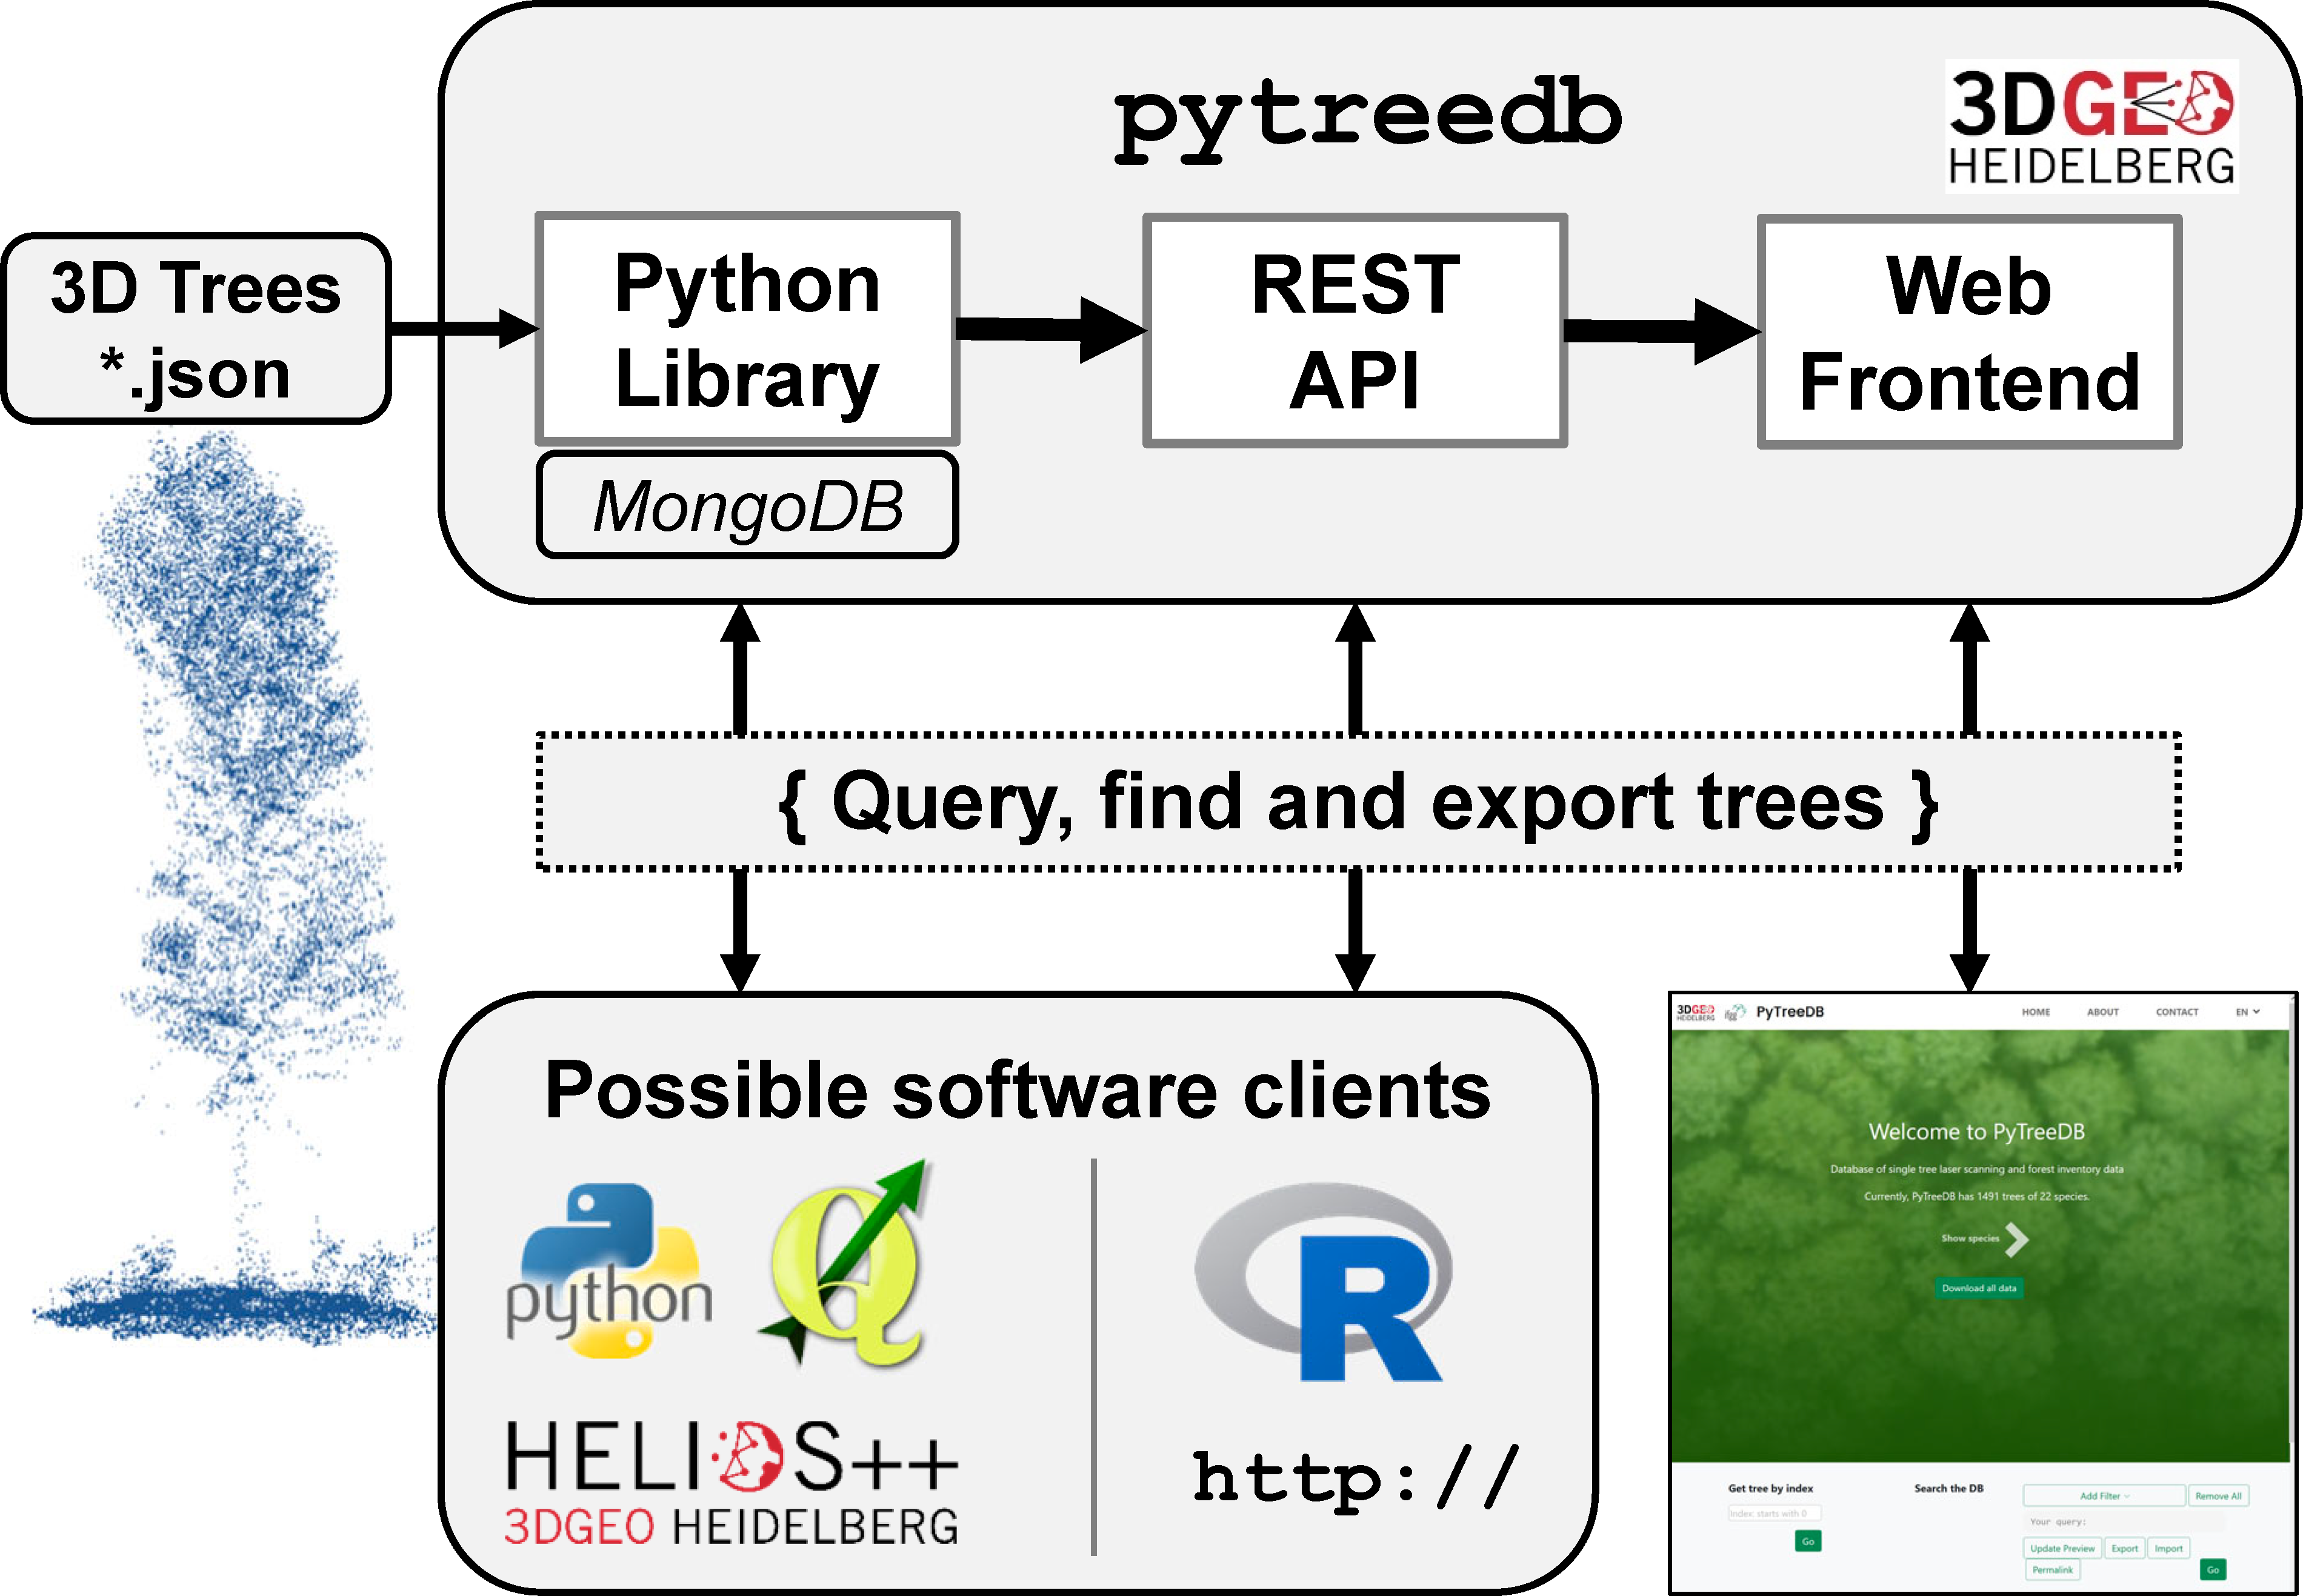 pytreedb
3DGEO
HEIDELBERG
3D Trees
*.json
Python
Library
MongoDB
REST
API
Web
Frontend
{ Query, find and export trees }
Possible software clients
python
Q
R
HELIOS++
3DGEO HEIDELBERG
http://
3DGEO
HEIDELBERG
ifgg
PyTreeDB
HOME
ABOUT
CONTACT
EN
Welcome to PyTreeDB
Database of single tree laser scanning and forest inventory data
Currently, PyTreeDB has 1491 trees of 22 species.
Show species
Download all data
Get tree by index
Index: starts with 0
Go
Search the DB
Add Filter
Remove All
Your query:
Update Preview
Export
Import
Permalink
Go